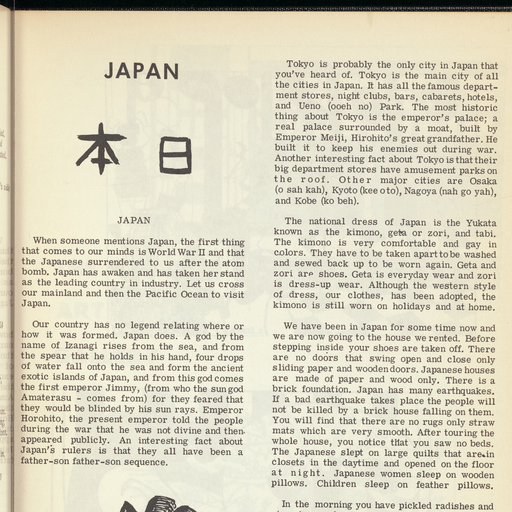 JAPAN
本日
JAPAN
When someone mentions Japan, the first thing
that comes to our minds is World War II and that
the Japanese surrendered to us after the atom
bomb. Japan has awaken and has taken her stand
as the leading country in industry. Let us cross
our mainland and then the Pacific Ocean to visit
Japan.
Our country has no legend relating where or
how it was formed. Japan does. A god by the
name of Izanagi rises from the sea, and from
the spear that he holds in his hand, four drops
of water fall onto the sea and form the ancient
exotic islands of Japan, and from this god comes
the first emperor Jimmy, (from who the sun god
Amaterasu - comes from) for they feared that
they would be blinded by his sun rays. Emperor
Horohito, the present emperor told the people
during the war that he was not divine and then
appeared publicly. An interesting fact about
Japan's rulers is that they all have been a
father-son father-son sequence.
Tokyo is probably the only city in Japan that
you've heard of. Tokyo is the main city of all
the cities in Japan. It has all the famous depart-
ment stores, night clubs, bars, cabarets, hotels,
and Ueno (ooeh no) Park. The most historic
thing about Tokyo is the emperor's palace; a
real palace surrounded by a moat, built by
Emperor Meiji, Hirohito's great grandfather. He
built it to keep his enemies out during war.
Another interesting fact about Tokyo is that their
big department stores have amusement parks on
the roof. Other major cities are Osaka
(o sah kah), Kyoto (kee oto), Nagoya (nah go yah),
and Kobe (ko beh).
The national dress of Japan is the Yukata
known as the kimono, geta or zori, and tabi.
The kimono is very comfortable and gay in
colors. They have to be taken apart to be washed
and sewed back up to be worn again. Geta and
zori are shoes. Geta is everyday wear and zori
is dress-up wear. Although the western style
of dress, our clothes, has been adopted, the
kimono is still worn on holidays and at home.
We have been in Japan for some time now and
we are now going to the house we rented. Before
stepping inside your shoes are taken off. There
are no doors that swing open and close only
sliding paper and wooden doors. Japanese houses
are made of paper and wood only. There is a
brick foundation. Japan has many earthquakes.
If a bad earthquake takes place the people will
not be killed by a brick house falling on them.
You will find that there are no rugs only straw
mats which are very smooth. After touring the
whole house, you notice that you saw no beds.
The Japanese slept on large quilts that are in
closets in the daytime and opened on the floor
at night. Japanese women sleep on wooden
pillows. Children sleep on feather pillows.
In the morning you have pickled radishes and